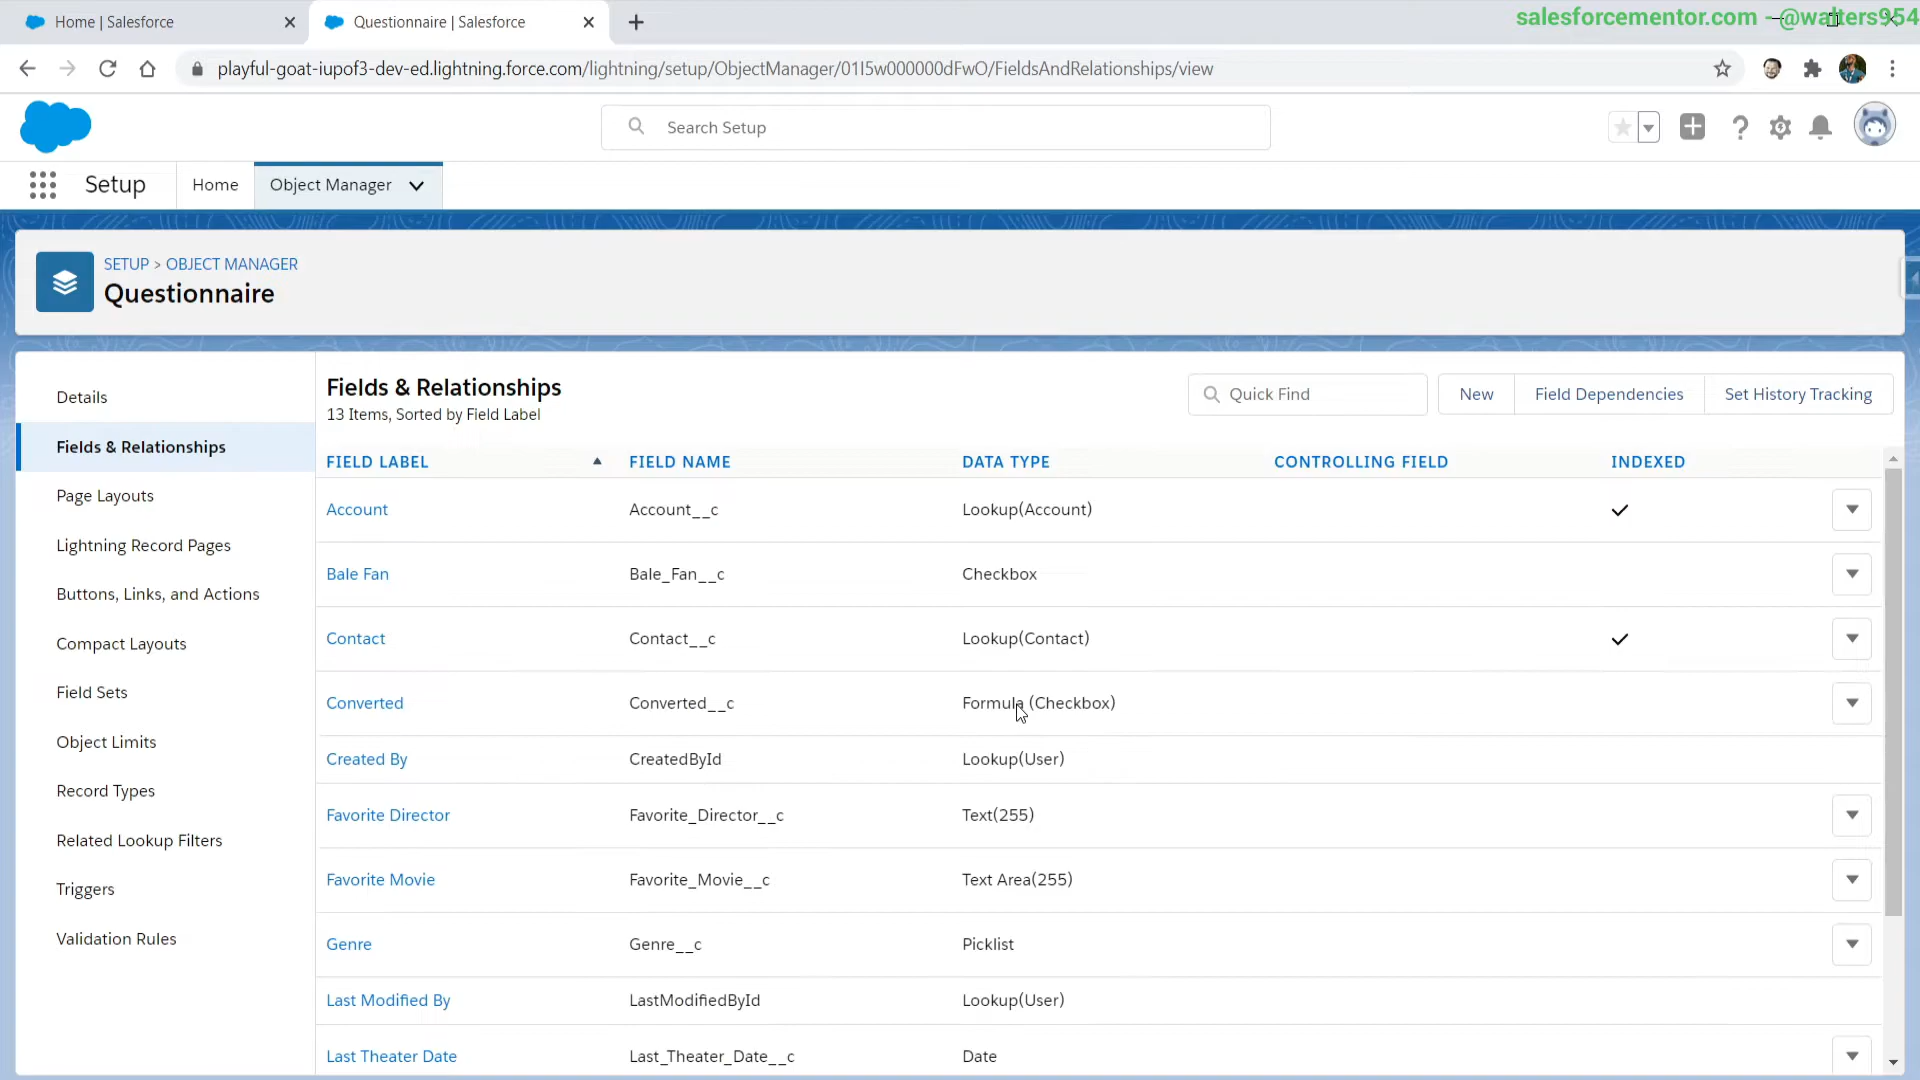 Home | Salesforce
Questionnaire | Salesforce
salesforcementor.com - @walters954
playful-goat-iupof3-dev-ed.lightning.force.com/lightning/setup/ObjectManager/01I5w000000dFwO/FieldsAndRelationships/view
Search Setup
Setup
Home
Object Manager
SETUP > OBJECT MANAGER
Questionnaire
Details
Fields & Relationships
Page Layouts
Lightning Record Pages
Buttons, Links, and Actions
Compact Layouts
Field Sets
Object Limits
Record Types
Related Lookup Filters
Triggers
Validation Rules
Fields & Relationships
13 Items, Sorted by Field Label
Quick Find
New
Field Dependencies
Set History Tracking
FIELD LABEL FIELD NAME DATA TYPE CONTROLLING FIELD INDEXED
Account Account__c Lookup(Account)
Bale Fan Bale_Fan__c Checkbox
Contact Contact__c Lookup(Contact)
Converted Converted__c Formula (Checkbox)
Created By CreatedById Lookup(User)
Favorite Director Favorite_Director__c Text(255)
Favorite Movie Favorite_Movie__c Text Area(255)
Genre Genre__c Picklist
Last Modified By LastModifiedById Lookup(User)
Last Theater Date Last_Theater_Date__c Date